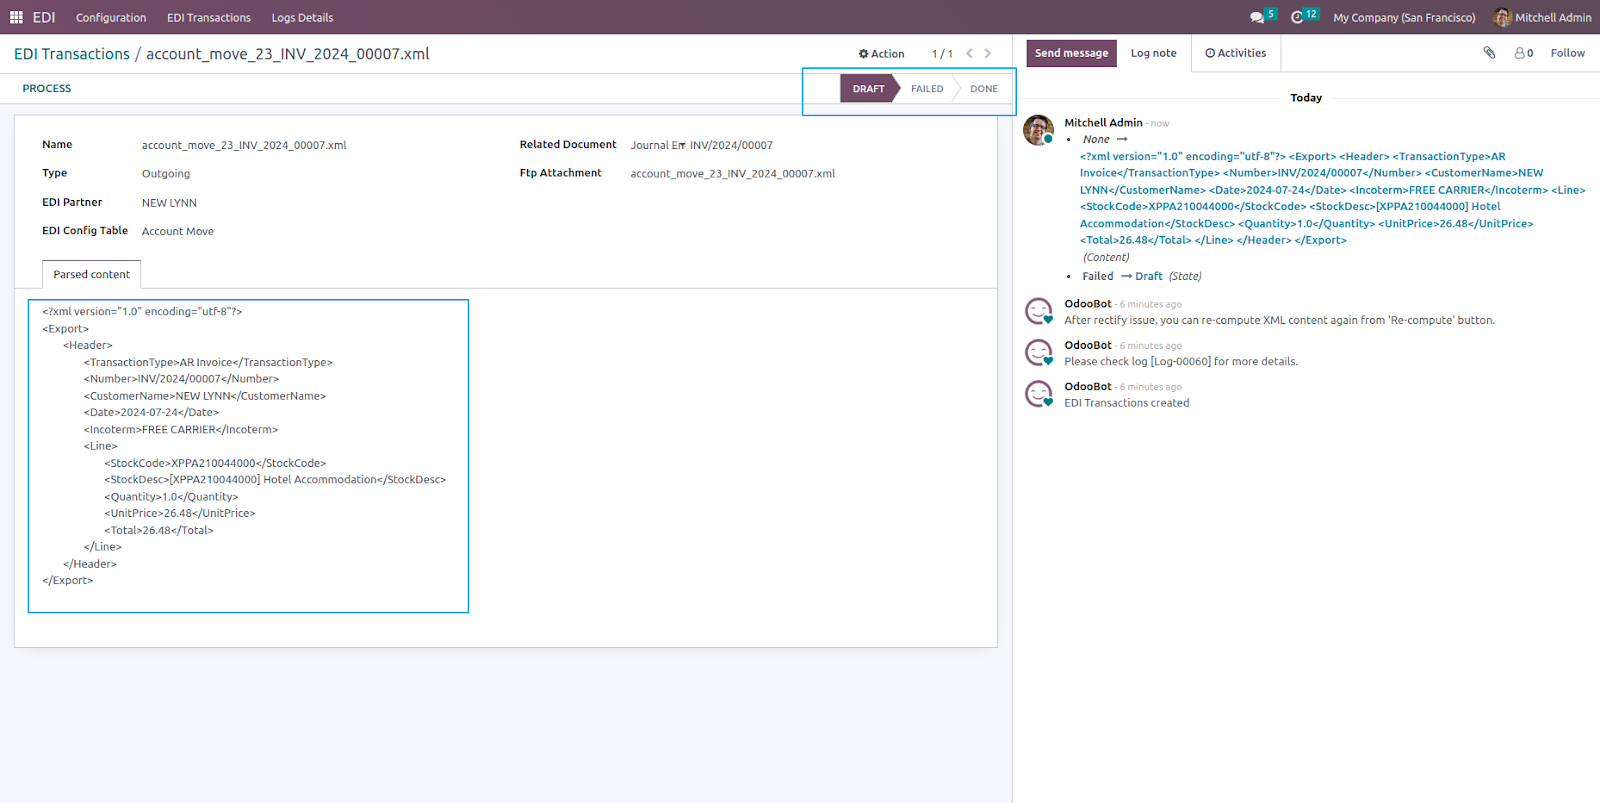 EDI Configuration EDI Transactions Logs Details 5 12 My Company (San Francisco) Mitchell Admin
EDI Transactions / account_move_23_INV_2024_00007.xml Action 1 / 1
PROCESS DRAFT FAILED DONE
Name account_move_23_INV_2024_00007.xml
Type Outgoing
EDI Partner NEW LYNN
EDI Config Table Account Move
Related Document Journal INV/2024/00007
Ftp Attachment account_move_23_INV_2024_00007.xml
Parsed content
<?xml version="1.0" encoding="utf-8"?>
<Export>
<Header>
<TransactionType>AR Invoice</TransactionType>
<Number>INV/2024/00007</Number>
<CustomerName>NEW LYNN</CustomerName>
<Date>2024-07-24</Date>
<Incoterm>FREE CARRIER</Incoterm>
<Line>
<StockCode>XPPA210044000</StockCode>
<StockDesc>[XPPA210044000] Hotel Accommodation</StockDesc>
<Quantity>1.0</Quantity>
<UnitPrice>26.48</UnitPrice>
<Total>26.48</Total>
</Line>
</Header>
</Export>
Send message Log note Activities 0 Follow
Today
Mitchell Admin - now
• None →
<?xml version="1.0" encoding="utf-8"?> <Export> <Header> <TransactionType>AR
Invoice</TransactionType> <Number>INV/2024/00007</Number> <CustomerName>NEW
LYNN</CustomerName> <Date>2024-07-24</Date> <Incoterm>FREE CARRIER</Incoterm> <Line>
<StockCode>XPPA210044000</StockCode> <StockDesc>[XPPA210044000] Hotel
Accommodation</StockDesc> <Quantity>1.0</Quantity> <UnitPrice>26.48</UnitPrice>
<Total>26.48</Total> </Line> </Header> </Export>
(Content)
• Failed → Draft (State)
OdooBot - 6 minutes ago
After rectify issue, you can re-compute XML content again from 'Re-compute' button.
OdooBot - 6 minutes ago
Please check log [Log-00060] for more details.
OdooBot - 6 minutes ago
EDI Transactions created